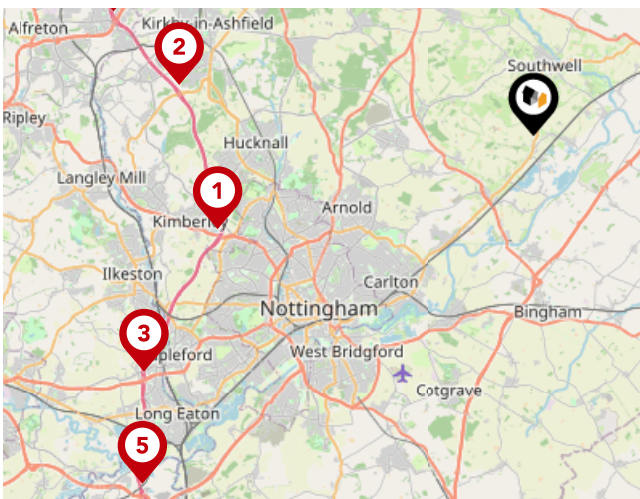 Alfreton
Kirkby-in-Ashfield
2
Southwell
Ripley
Hucknall
Langley Mill
1
Arnold
Kimberley
Ilkeston
Carlton
Nottingham
Bingham
3
pleford
West Bridgford
Cotgrave
Long Eaton
5